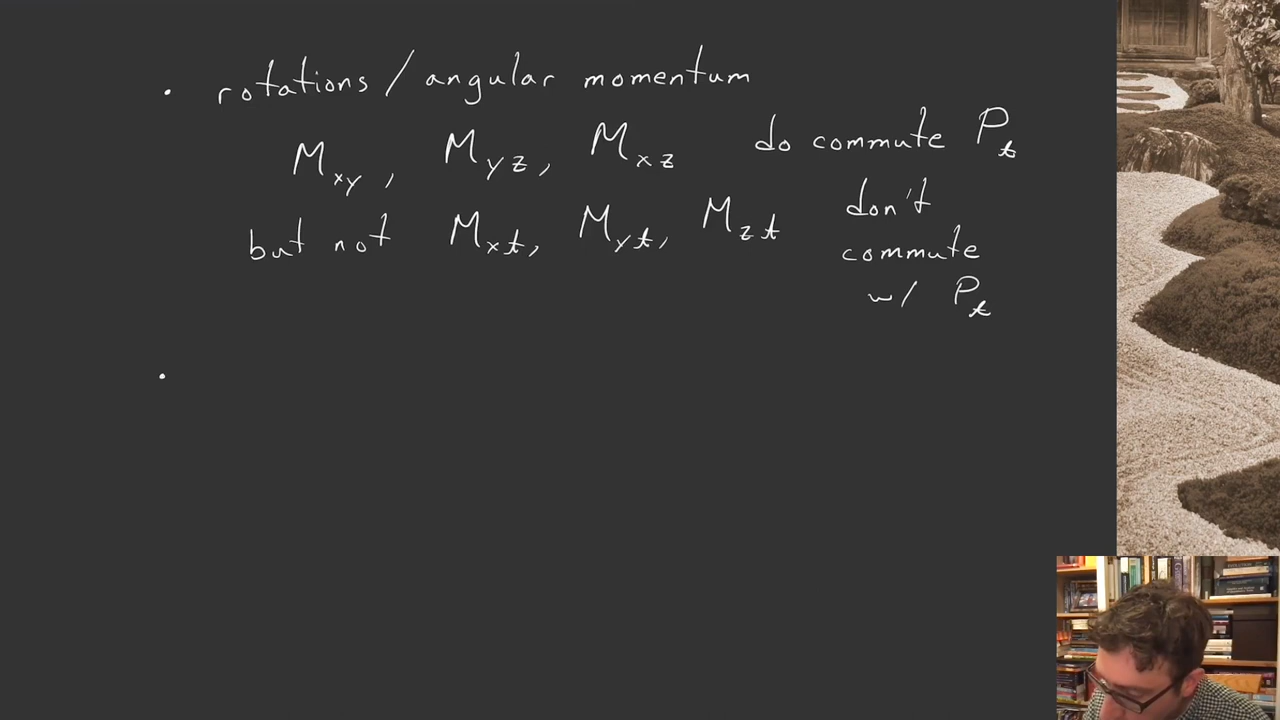 • rotations / angular momentum
M_xy, M_yz, M_xz do commute P_t
but not M_xt, M_yt, M_zt don't
commute
w/ P_t
•